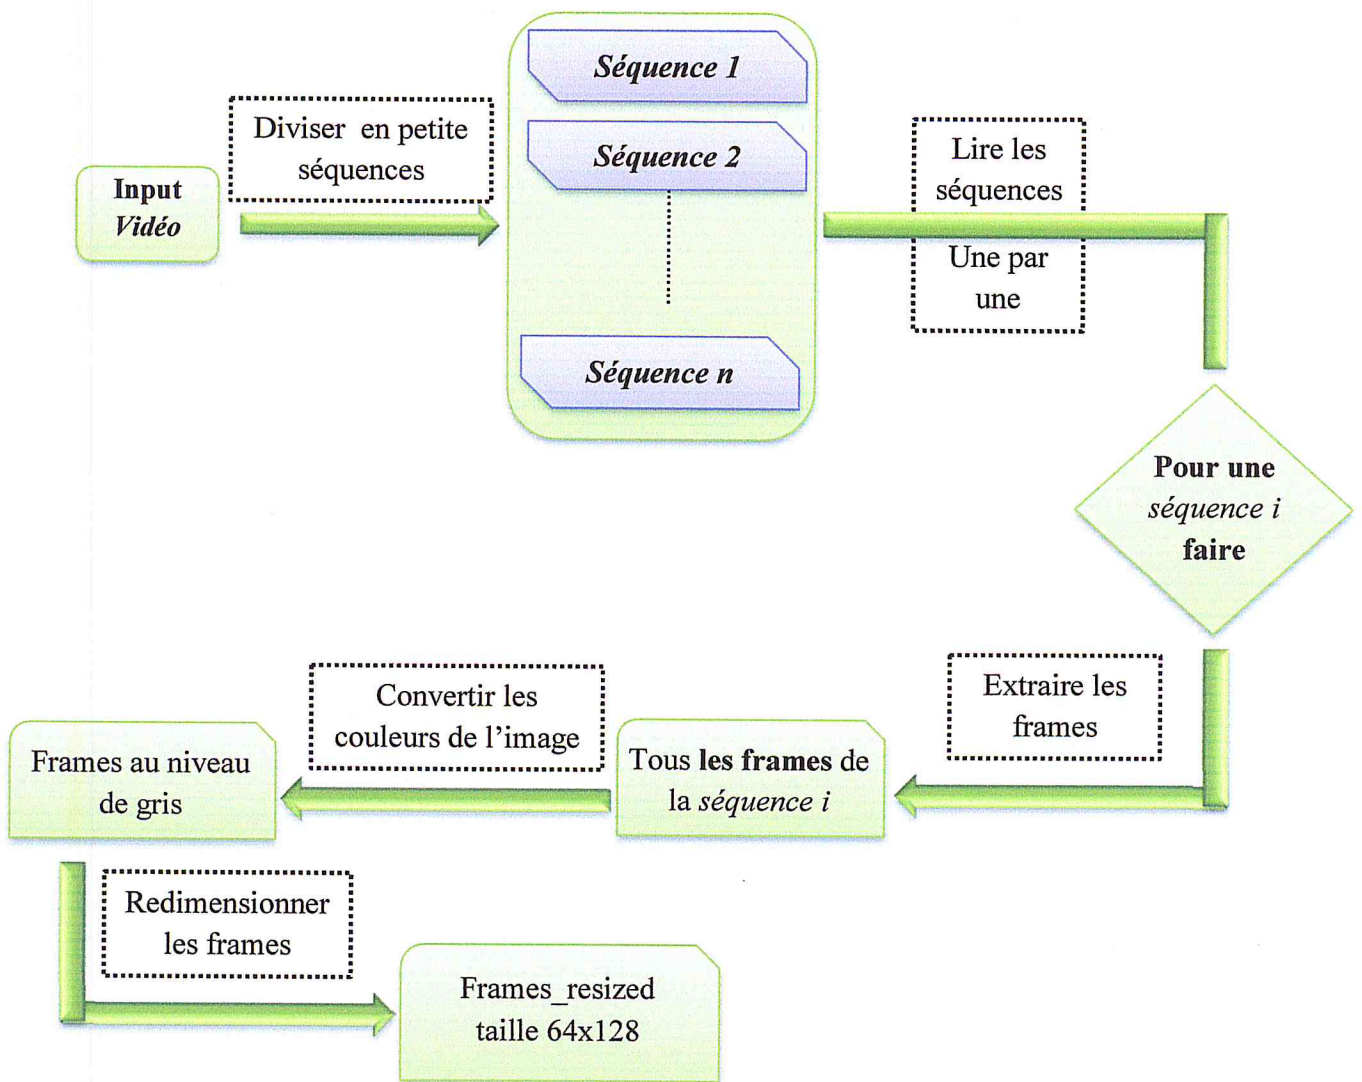 Input
Vidéo
Diviser en petite
séquences
Séquence 1
Séquence 2
Séquence n
Lire les
séquences
Une par
une
Pour une
séquence i
faire
Extraire les
frames
Tous les frames de
la séquence i
Convertir les
couleurs de l’image
Frames au niveau
de gris
Redimensionner
les frames
Frames_resized
taille 64x128